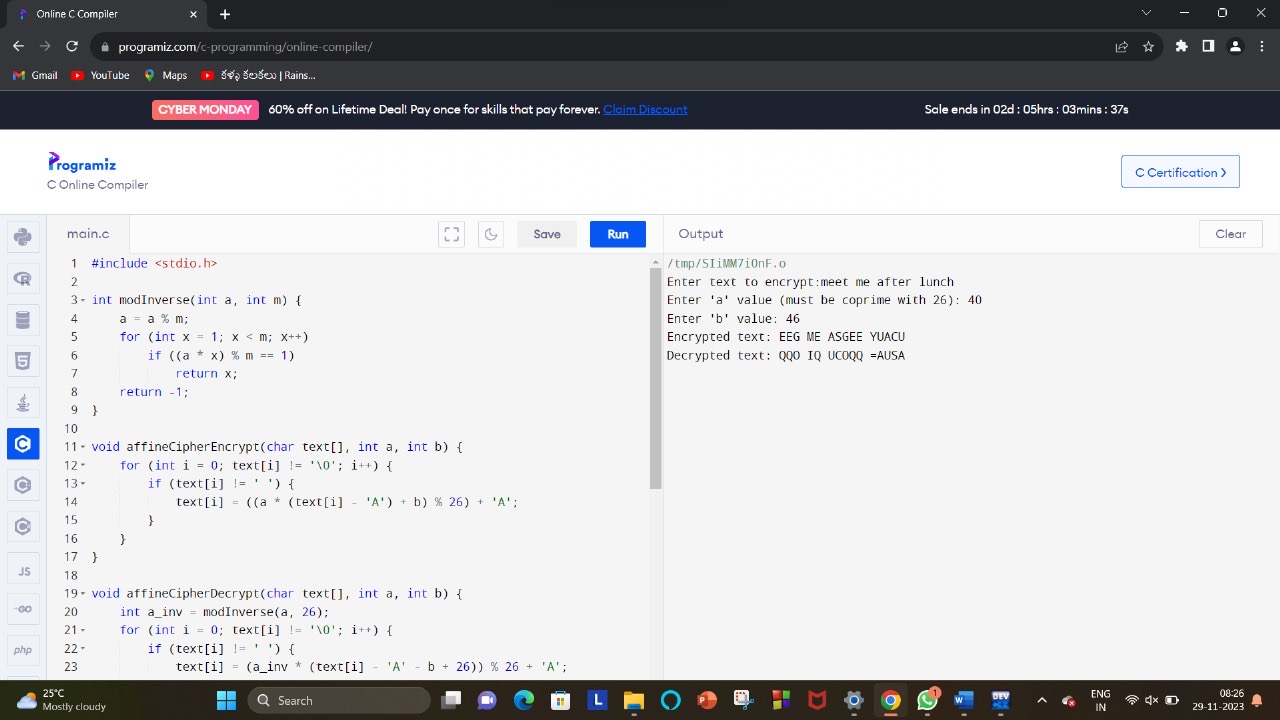 Online C Compiler
programiz.com/c-programming/online-compiler/
Gmail YouTube Maps కళ్ళు కలకలు | Rains...
CYBER MONDAY 60% off on Lifetime Deal! Pay once for skills that pay forever. Claim Discount Sale ends in 02d : 05hrs : 03mins : 37s
Programiz
C Online Compiler
C Certification >
main.c Save Run Output Clear
1 #include <stdio.h>
2
3 int modInverse(int a, int m) {
4 a = a % m;
5 for (int x = 1; x < m; x++)
6 if ((a * x) % m == 1)
7 return x;
8 return -1;
9 }
10
11 void affineCipherEncrypt(char text[], int a, int b) {
12 for (int i = 0; text[i] != '\0'; i++) {
13 if (text[i] != ' ') {
14 text[i] = ((a * (text[i] - 'A') + b) % 26) + 'A';
15 }
16 }
17 }
18
19 void affineCipherDecrypt(char text[], int a, int b) {
20 int a_inv = modInverse(a, 26);
21 for (int i = 0; text[i] != '\0'; i++) {
22 if (text[i] != ' ') {
23 text[i] = (a_inv * (text[i] - 'A' - b + 26)) % 26 + 'A';
/tmp/SIiMM7iOnF.o
Enter text to encrypt:meet me after lunch
Enter 'a' value (must be coprime with 26): 40
Enter 'b' value: 46
Encrypted text: EEG ME ASGEE YUACU
Decrypted text: QQO IQ UCOQQ =AUSA
JS
GO
php
25°C
Mostly cloudy
Search
L
DEV
1
ENG
IN
08:26
29-11-2023